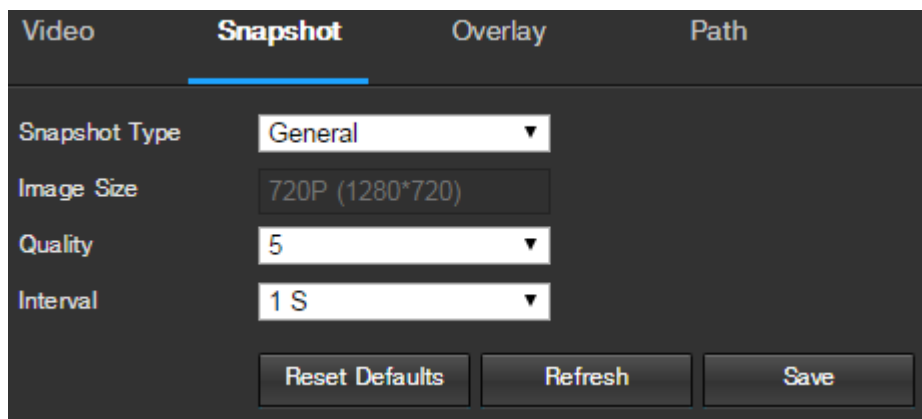 Video Snapshot Overlay Path
Snapshot Type General
Image Size 720P (1280*720)
Quality 5
Interval 1 S
Reset Defaults Refresh Save